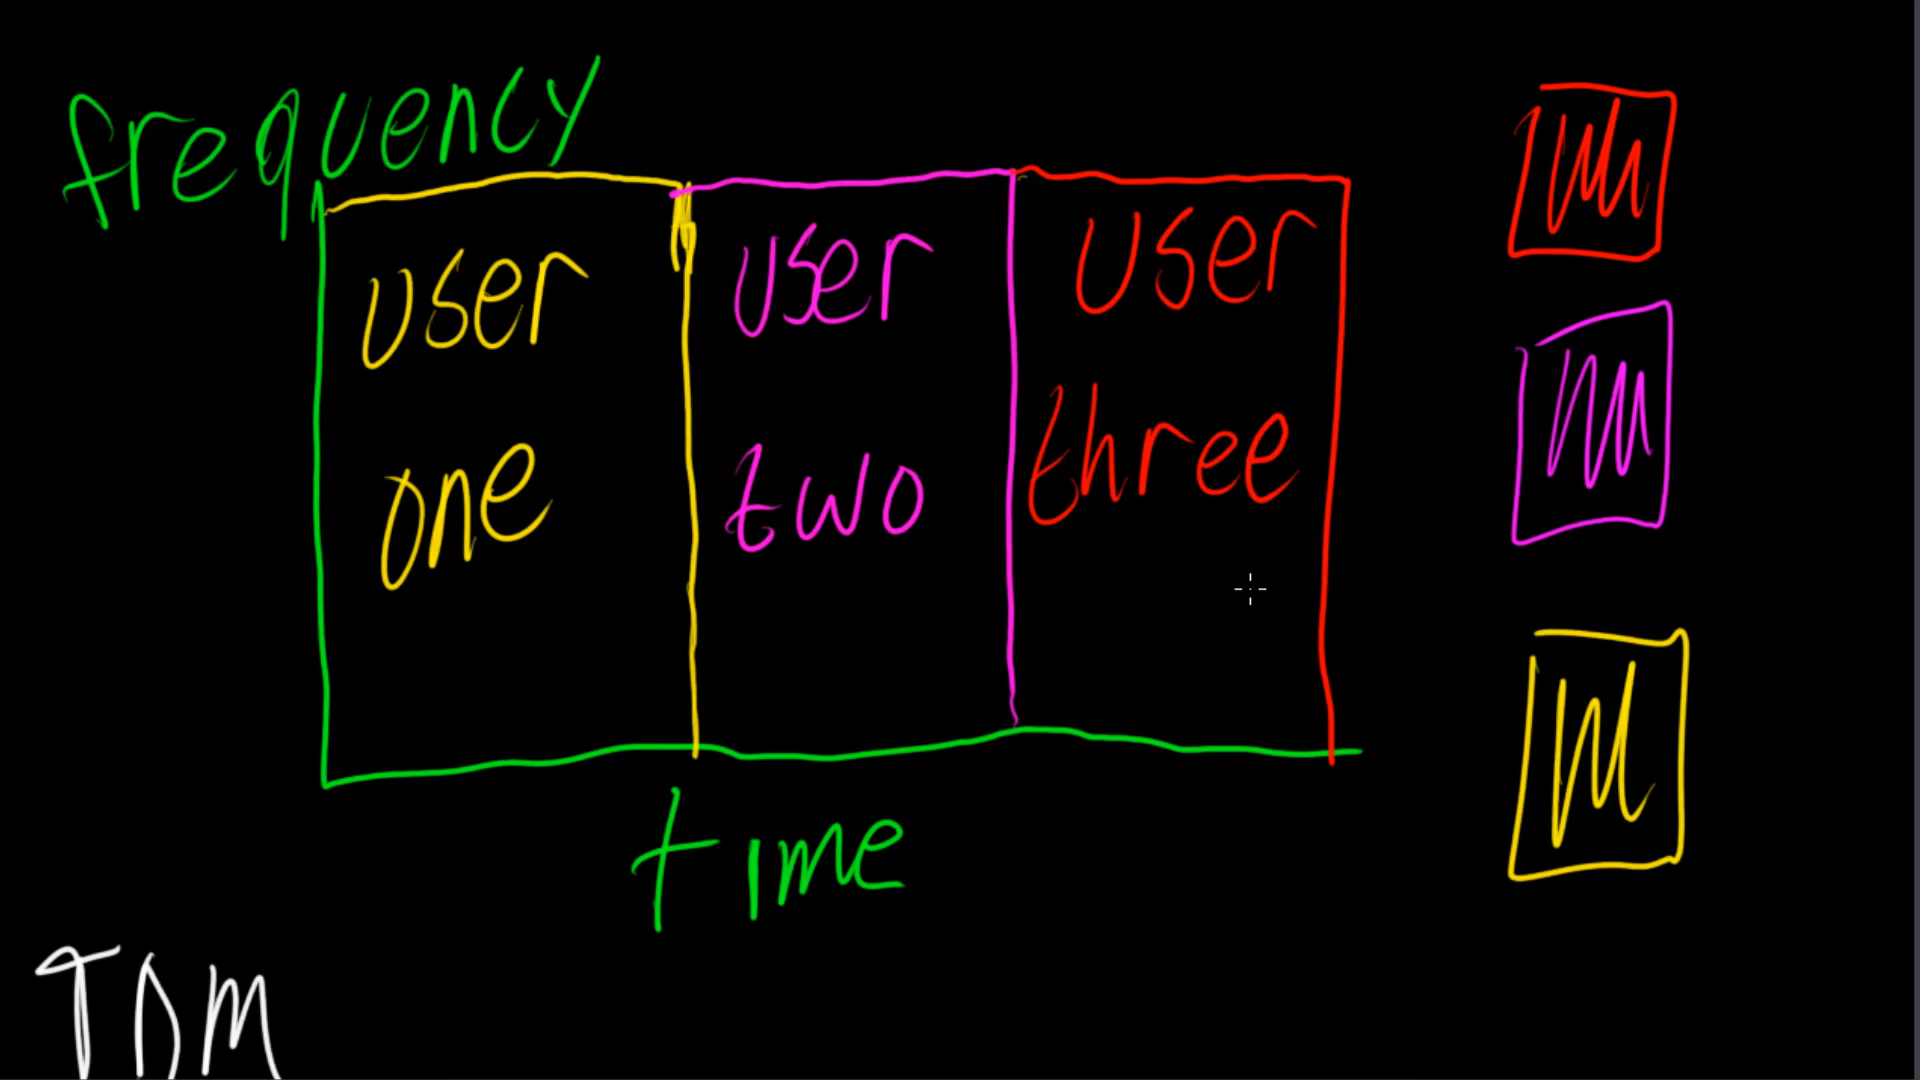 frequency
user
one
user
two
user
three
time
TDM